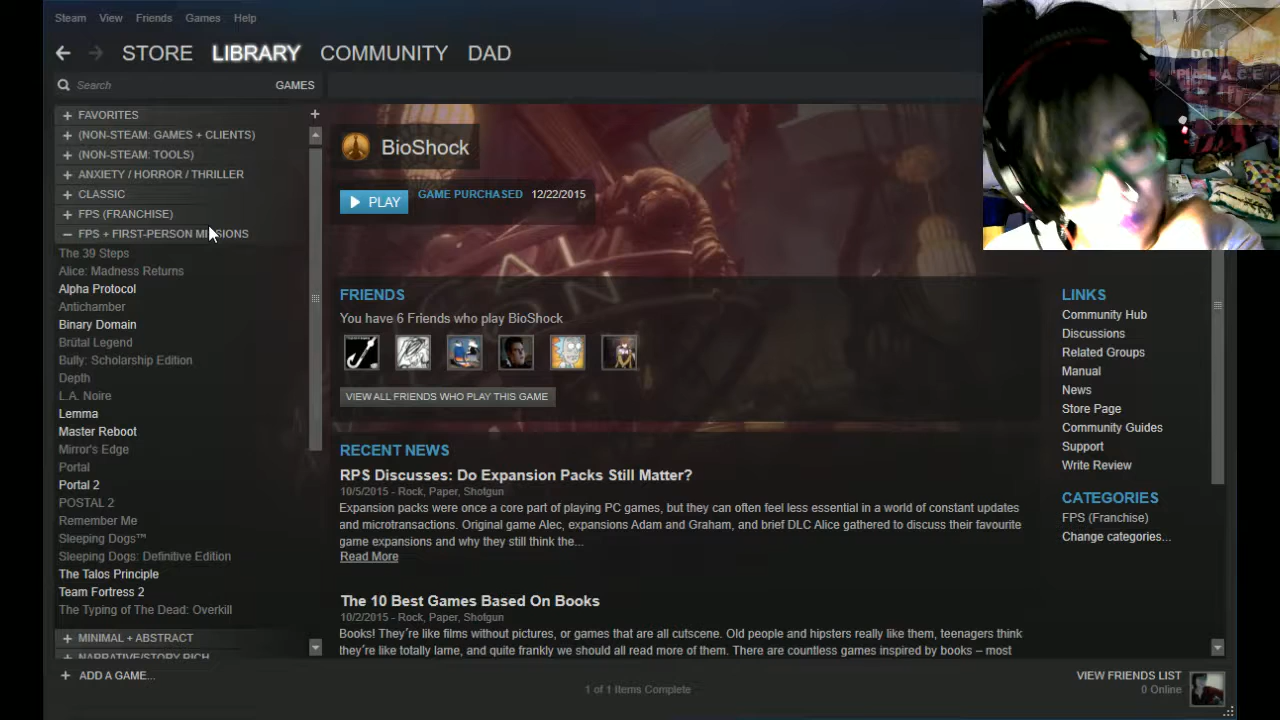 Steam View Friends Games Help
STORE LIBRARY COMMUNITY DAD
Search GAMES
FAVORITES
(NON-STEAM: GAMES + CLIENTS)
(NON-STEAM: TOOLS)
ANXIETY / HORROR / THRILLER
CLASSIC
FPS (FRANCHISE)
FPS + FIRST-PERSON MISSIONS
The 39 Steps
Alice: Madness Returns
Alpha Protocol
Antichamber
Binary Domain
Brütal Legend
Bully: Scholarship Edition
Depth
L.A. Noire
Lemma
Master Reboot
Mirror's Edge
Portal
Portal 2
POSTAL 2
Remember Me
Sleeping Dogs™
Sleeping Dogs: Definitive Edition
The Talos Principle
Team Fortress 2
The Typing of The Dead: Overkill
MINIMAL + ABSTRACT
NARRATIVE/STORY RICH
ADD A GAME...
BioShock
PLAY
GAME PURCHASED 12/22/2015
FRIENDS
You have 6 Friends who play BioShock
VIEW ALL FRIENDS WHO PLAY THIS GAME
RECENT NEWS
RPS Discusses: Do Expansion Packs Still Matter?
10/5/2015 - Rock, Paper, Shotgun
Expansion packs were once a core part of playing PC games, but they can often feel less essential in a world of constant updates
and microtransactions. Original game Alec, expansions Adam and Graham, and brief DLC Alice gathered to discuss their favourite
game expansions and why they still think the...
Read More
The 10 Best Games Based On Books
10/2/2015 - Rock, Paper, Shotgun
Books! They're like films without pictures, or games that are all cutscene. Old people and hipsters really like them, teenagers think
they're like totally lame, and quite frankly we should all read more of them. There are countless games inspired by books – most
LINKS
Community Hub
Discussions
Related Groups
Manual
News
Store Page
Community Guides
Support
Write Review
CATEGORIES
FPS (Franchise)
Change categories...
1 of 1 Items Complete
VIEW FRIENDS LIST
0 Online
PALACE